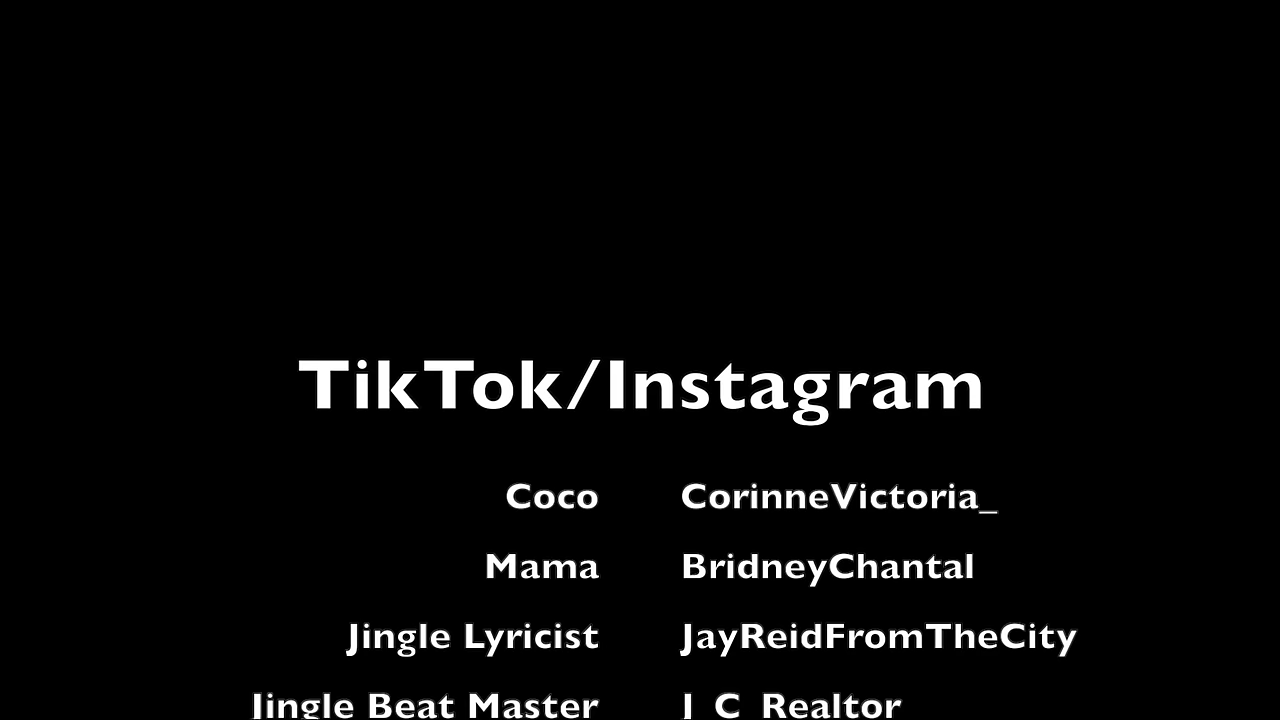 TikTok/Instagram
Coco CorinneVictoria_
Mama BridneyChantal
Jingle Lyricist JayReidFromTheCity
Jingle Beat Master J_C_Realtor